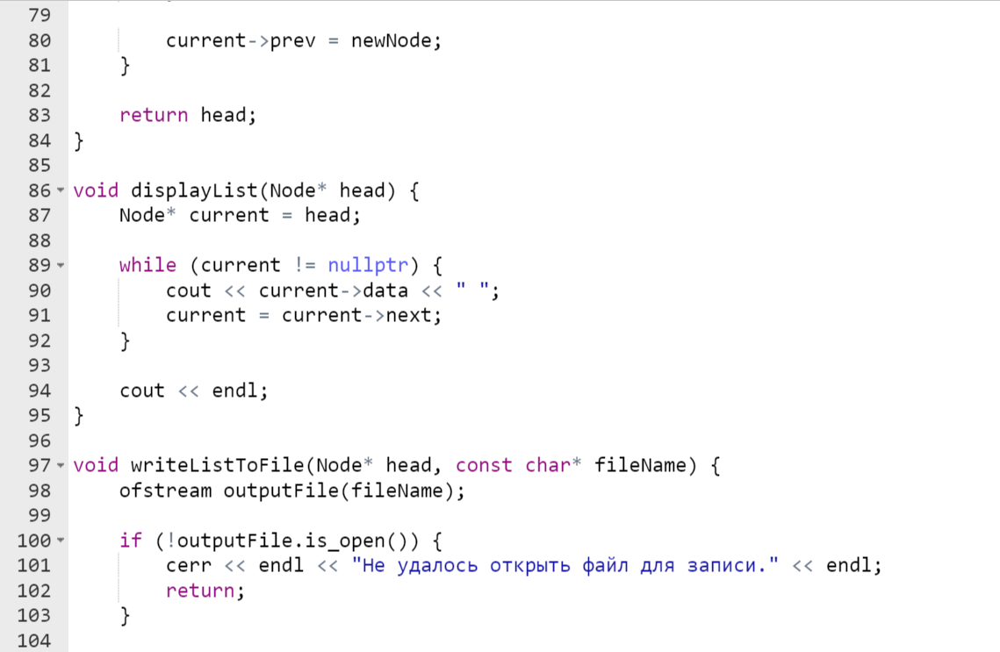 79
80         current->prev = newNode;
81     }
82
83     return head;
84 }
85
86 void displayList(Node* head) {
87     Node* current = head;
88
89     while (current != nullptr) {
90         cout << current->data << " ";
91         current = current->next;
92     }
93
94     cout << endl;
95 }
96
97 void writeListToFile(Node* head, const char* fileName) {
98     ofstream outputFile(fileName);
99
100     if (!outputFile.is_open()) {
101         cerr << endl << "Не удалось открыть файл для записи." << endl;
102         return;
103     }
104